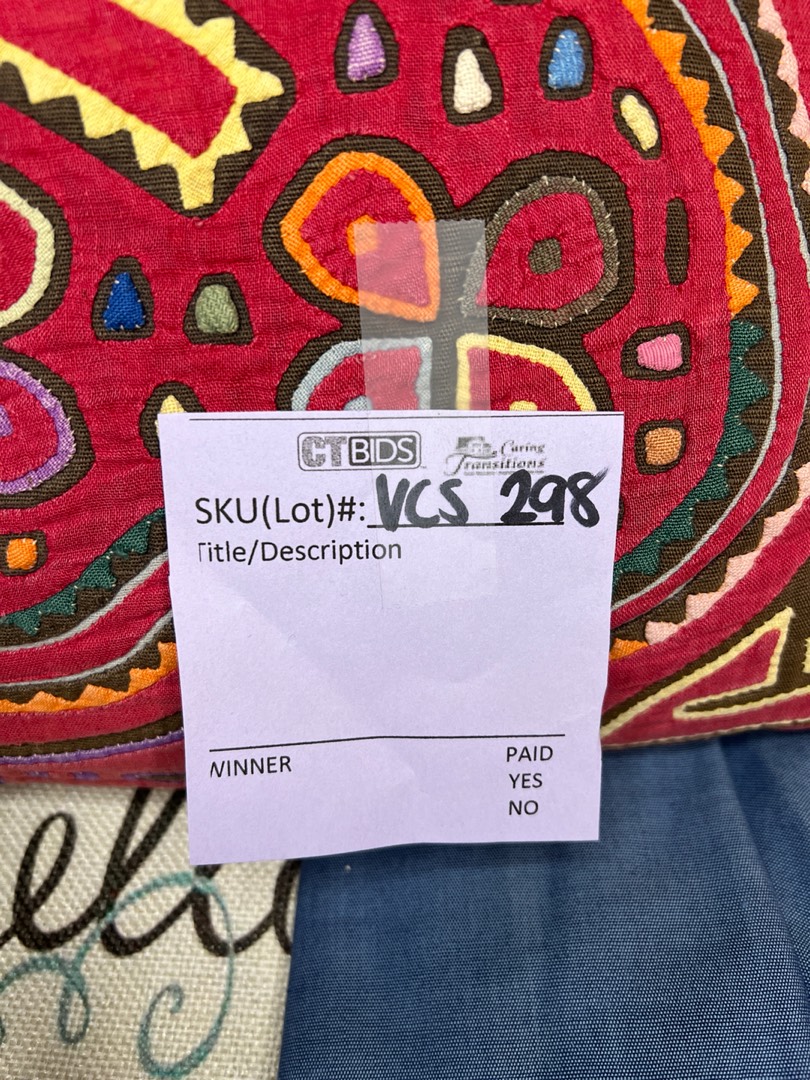 CTBIDS Caring Transitions
SKU(Lot)#: VCS 298
Title/Description
WINNER PAID
YES
NO